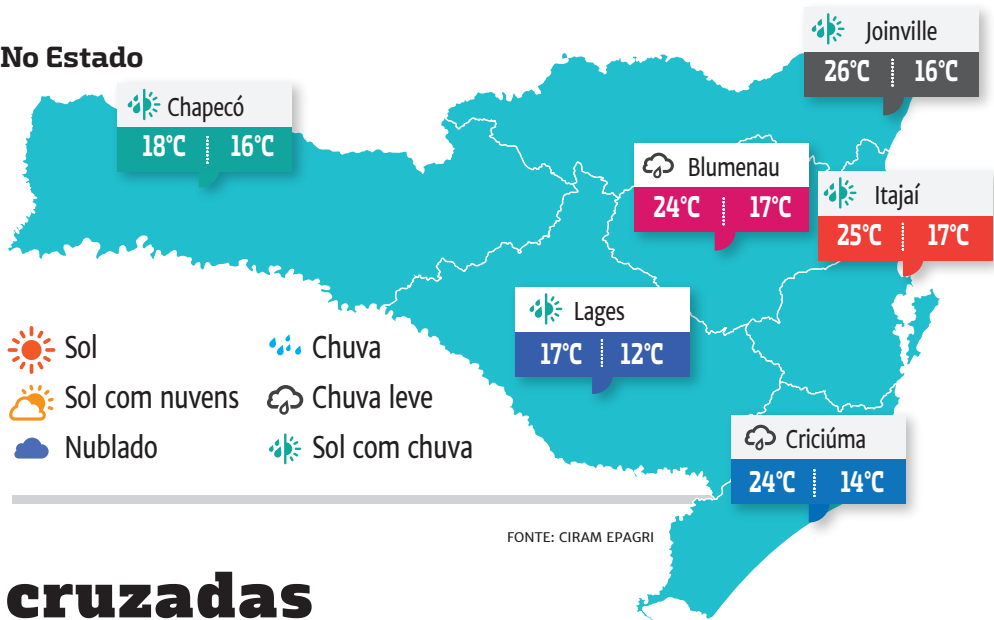 No Estado
Joinville
26°C 16°C
Chapecó
18°C 16°C
Blumenau
24°C 17°C
Itajaí
25°C 17°C
Lages
17°C 12°C
Sol
Chuva
Sol com nuvens
Chuva leve
Nublado
Sol com chuva
Criciúma
24°C 14°C
FONTE: CIRAM EPAGRI
cruzadas